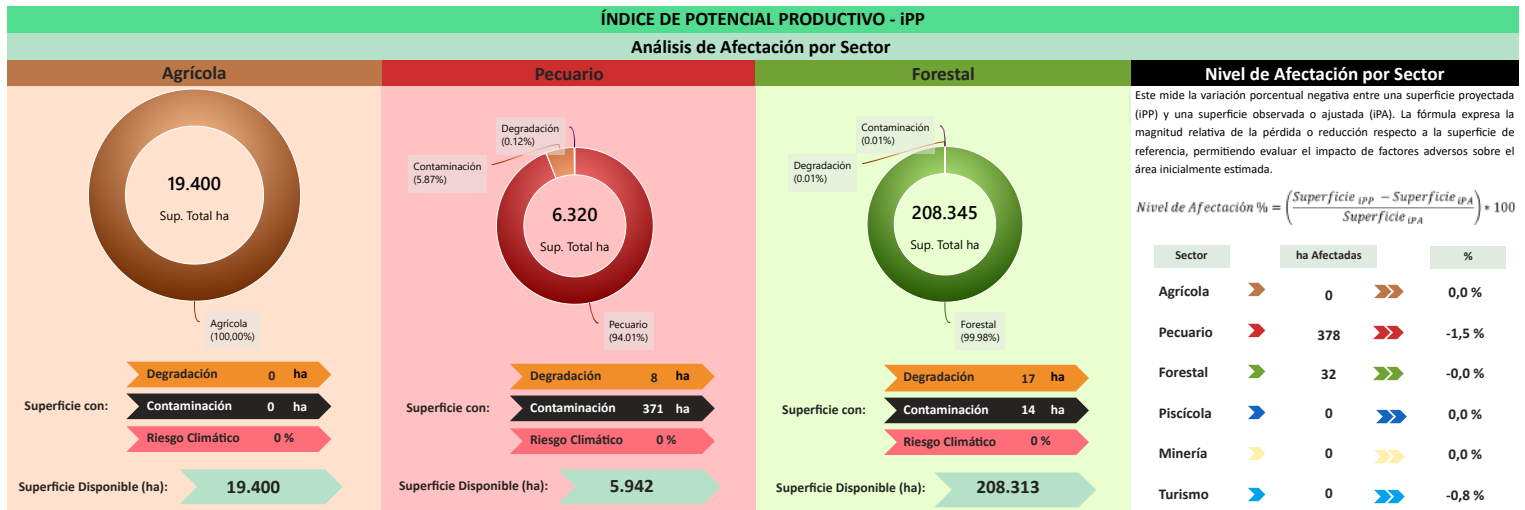 ÍNDICE DE POTENCIAL PRODUCTIVO - iPP
Análisis de Afectación por Sector
Agrícola
19.400
Sup. Total ha
Agrícola
(100,00%)
Superficie con:
Degradación 0 ha
Contaminación 0 ha
Riesgo Climático 0 %
Superficie Disponible (ha): 19.400
Pecuario
Degradación
(0.12%)
Contaminación
(5.87%)
6.320
Sup. Total ha
Pecuario
(94.01%)
Superficie con:
Degradación 8 ha
Contaminación 371 ha
Riesgo Climático 0 %
Superficie Disponible (ha): 5.942
Forestal
Contaminación
(0.01%)
Degradación
(0.01%)
208.345
Sup. Total ha
Forestal
(99.98%)
Superficie con:
Degradación 17 ha
Contaminación 14 ha
Riesgo Climático 0 %
Superficie Disponible (ha): 208.313
Nivel de Afectación por Sector
Este mide la variación porcentual negativa entre una superficie proyectada
(iPP) y una superficie observada o ajustada (iPA). La fórmula expresa la
magnitud relativa de la pérdida o reducción respecto a la superficie de
referencia, permitiendo evaluar el impacto de factores adversos sobre el
área inicialmente estimada.
Nivel de Afectación % = (Superficie iPP − Superficie iPA / Superficie iPA) * 100
Sector ha Afectadas %
Agrícola 0 0,0 %
Pecuario 378 -1,5 %
Forestal 32 -0,0 %
Piscícola 0 0,0 %
Minería 0 0,0 %
Turismo 0 -0,8 %